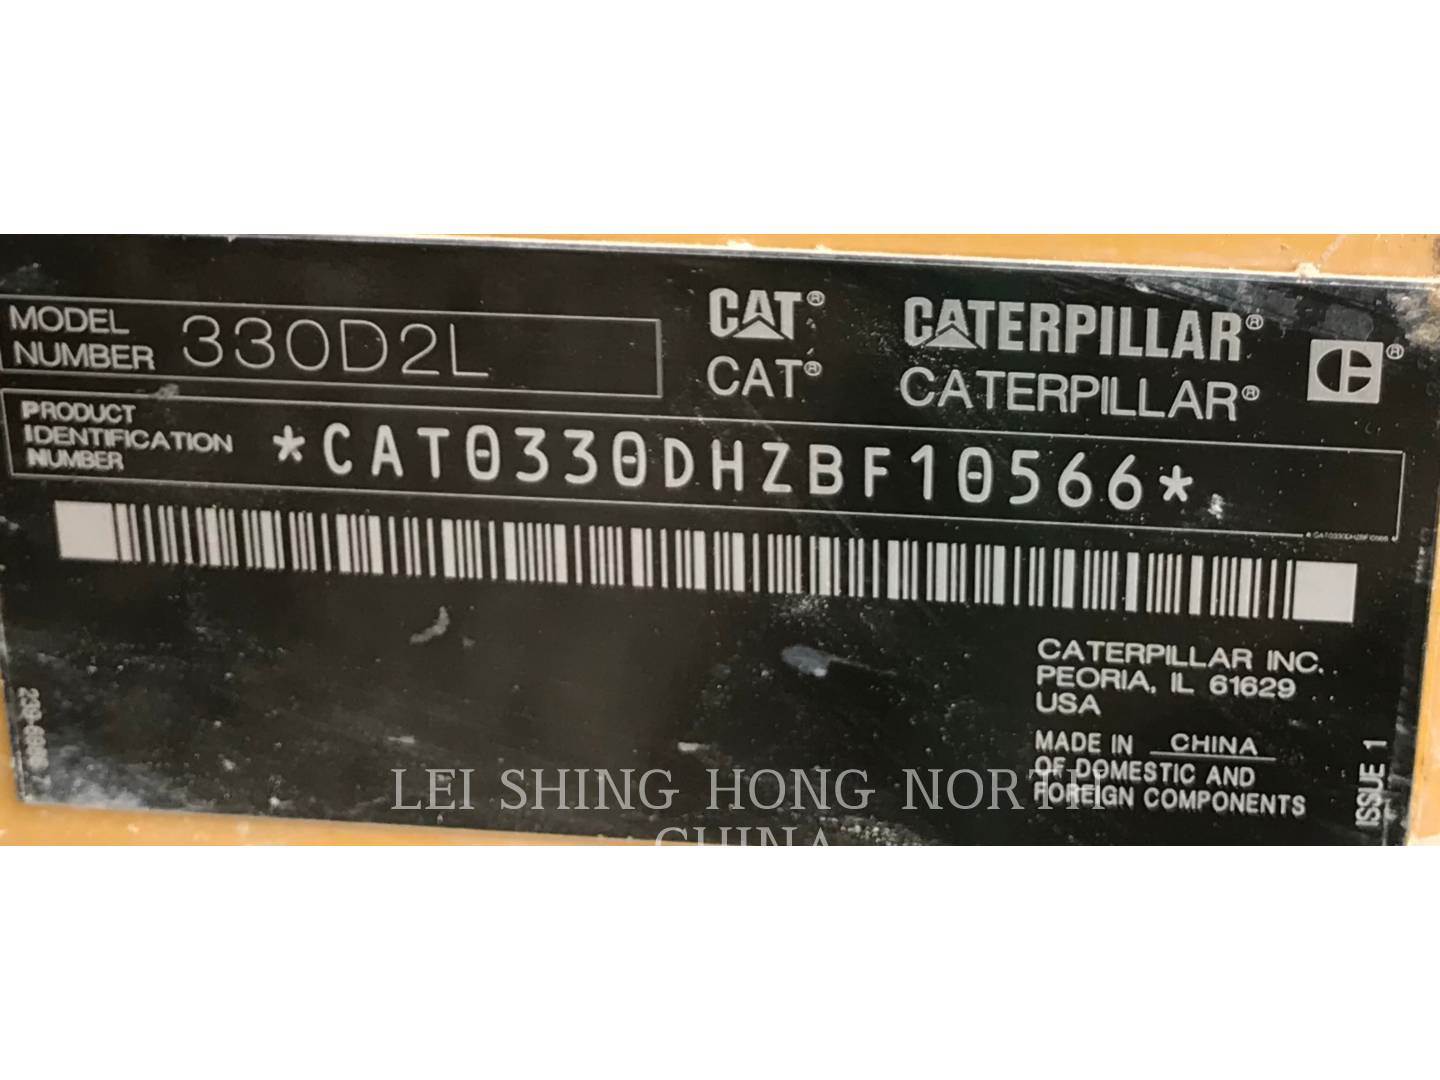 MODEL
NUMBER 330D2L
CAT® CATERPILLAR®
CAT® CATERPILLAR®
PRODUCT
IDENTIFICATION
NUMBER
*CAT0330DHZBF10566*
*CAT0330DHZBF10566
CATERPILLAR INC.
PEORIA, IL 61629
USA
MADE IN CHINA
OF DOMESTIC AND
FOREIGN COMPONENTS
ISSUE 1
LEI SHING HONG NORTH
CHINA